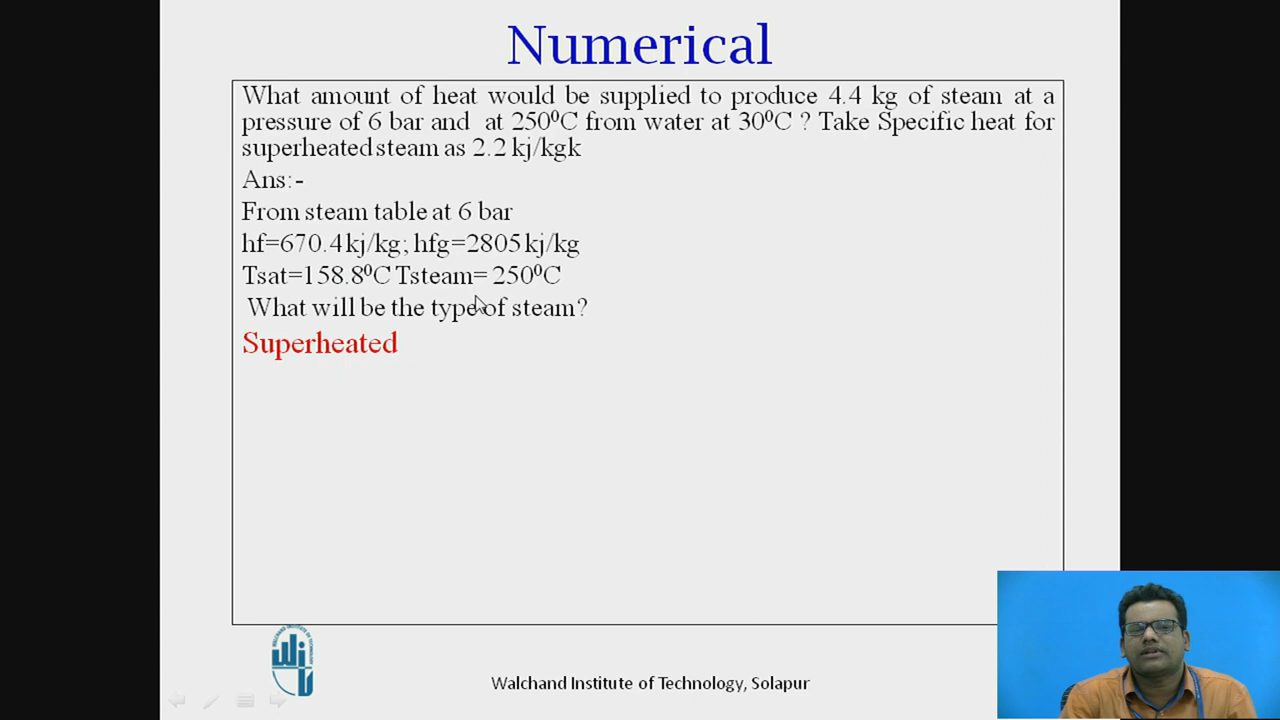 Numerical
What amount of heat would be supplied to produce 4.4 kg of steam at a
pressure of 6 bar and at 250⁰C from water at 30⁰C ? Take Specific heat for
superheated steam as 2.2 kj/kgk
Ans:-
From steam table at 6 bar
hf=670.4 kj/kg; hfg=2805 kj/kg
Tsat=158.8⁰C Tsteam= 250⁰C
What will be the type of steam?
Superheated
Walchand Institute of Technology, Solapur